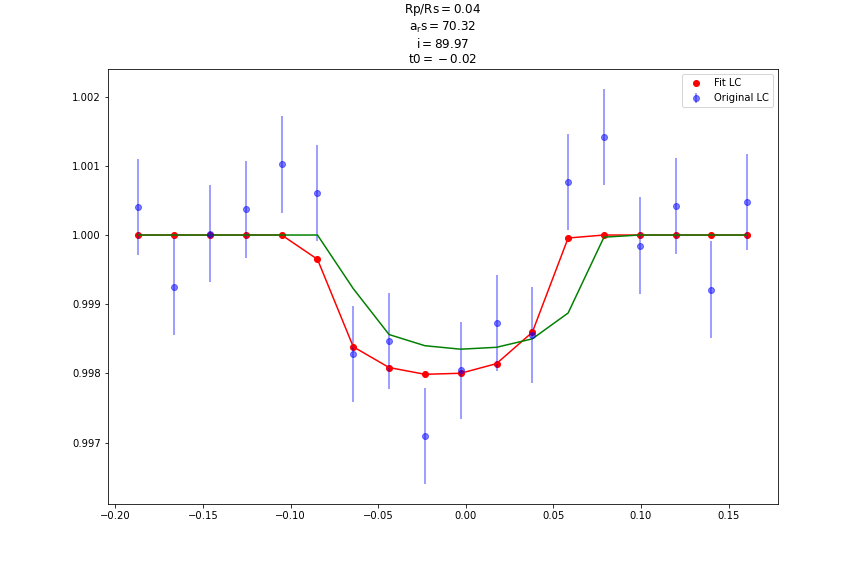 Rp/Rs = 0.04
aᵣs = 70.32
i = 89.97
t0 = −0.02
Fit LC
Original LC
1.002
1.001
1.000
0.999
0.998
0.997
−0.20 −0.15 −0.10 −0.05 0.00 0.05 0.10 0.15